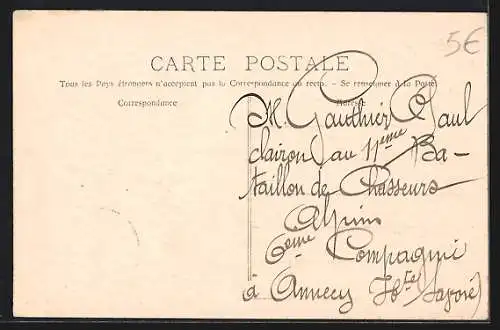 5€
CARTE POSTALE
Tous les Pays étrangers n'acceptent pas la Correspondance au recto. - Se renseigner à la Poste
Correspondance
Adresse
M. Gauthier Paul
clairon au 11ème Ba-
taillon de Chasseurs
Alpins
6ème Compagnie
à Annecy Hte Savoie